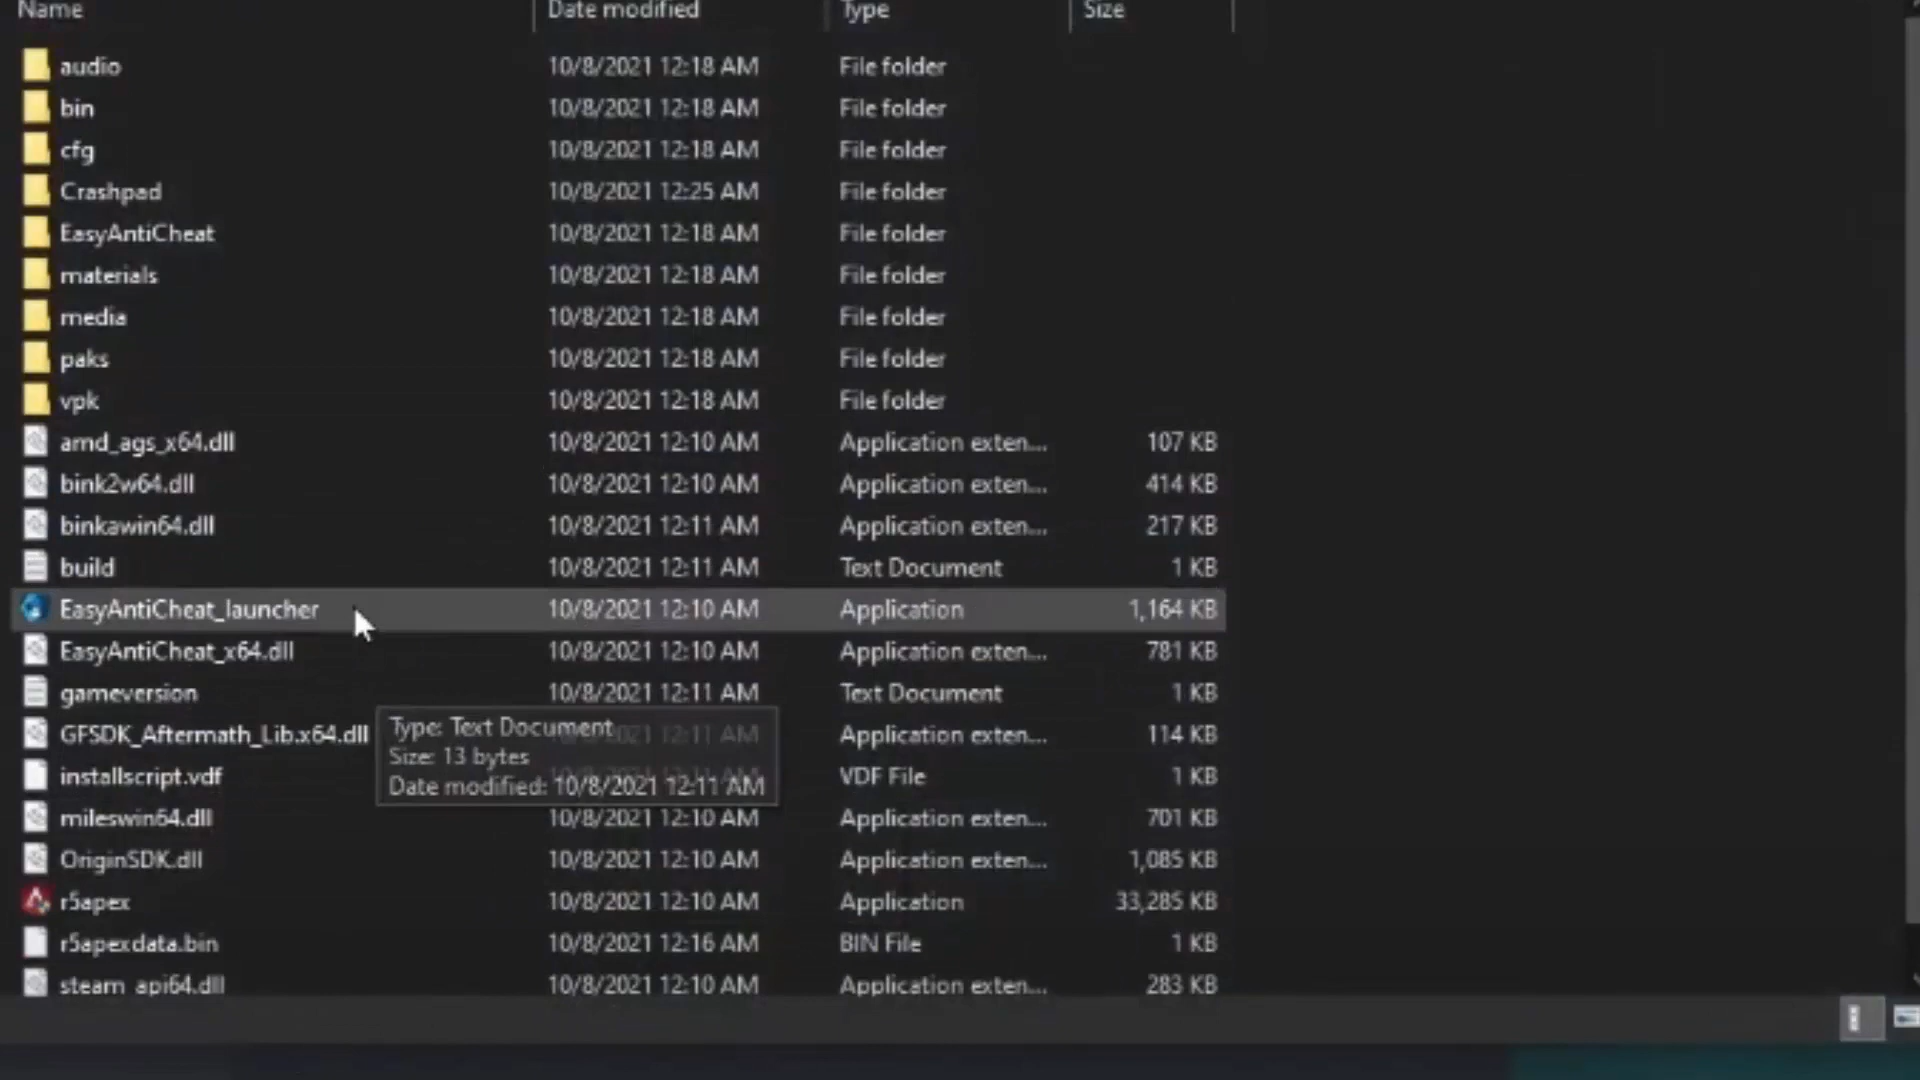 Name Date modified Type Size
audio 10/8/2021 12:18 AM File folder
bin 10/8/2021 12:18 AM File folder
cfg 10/8/2021 12:18 AM File folder
Crashpad 10/8/2021 12:25 AM File folder
EasyAntiCheat 10/8/2021 12:18 AM File folder
materials 10/8/2021 12:18 AM File folder
media 10/8/2021 12:18 AM File folder
paks 10/8/2021 12:18 AM File folder
vpk 10/8/2021 12:18 AM File folder
amd_ags_x64.dll 10/8/2021 12:10 AM Application exten... 107 KB
bink2w64.dll 10/8/2021 12:10 AM Application exten... 414 KB
binkawin64.dll 10/8/2021 12:11 AM Application exten... 217 KB
build 10/8/2021 12:11 AM Text Document 1 KB
EasyAntiCheat_launcher 10/8/2021 12:10 AM Application 1,164 KB
EasyAntiCheat_x64.dll 10/8/2021 12:10 AM Application exten... 781 KB
gameversion 10/8/2021 12:11 AM Text Document 1 KB
GFSDK_Aftermath_Lib.x64.dll 12:11 AM Application exten... 114 KB
Type: Text Document
Size: 13 bytes
Date modified: 10/8/2021 12:11 AM
installscript.vdf VDF File 1 KB
mileswin64.dll 10/8/2021 12:10 AM Application exten... 701 KB
OriginSDK.dll 10/8/2021 12:10 AM Application exten... 1,085 KB
r5apex 10/8/2021 12:10 AM Application 33,285 KB
r5apexdata.bin 10/8/2021 12:16 AM BIN File 1 KB
steam_api64.dll 10/8/2021 12:10 AM Application exten... 283 KB